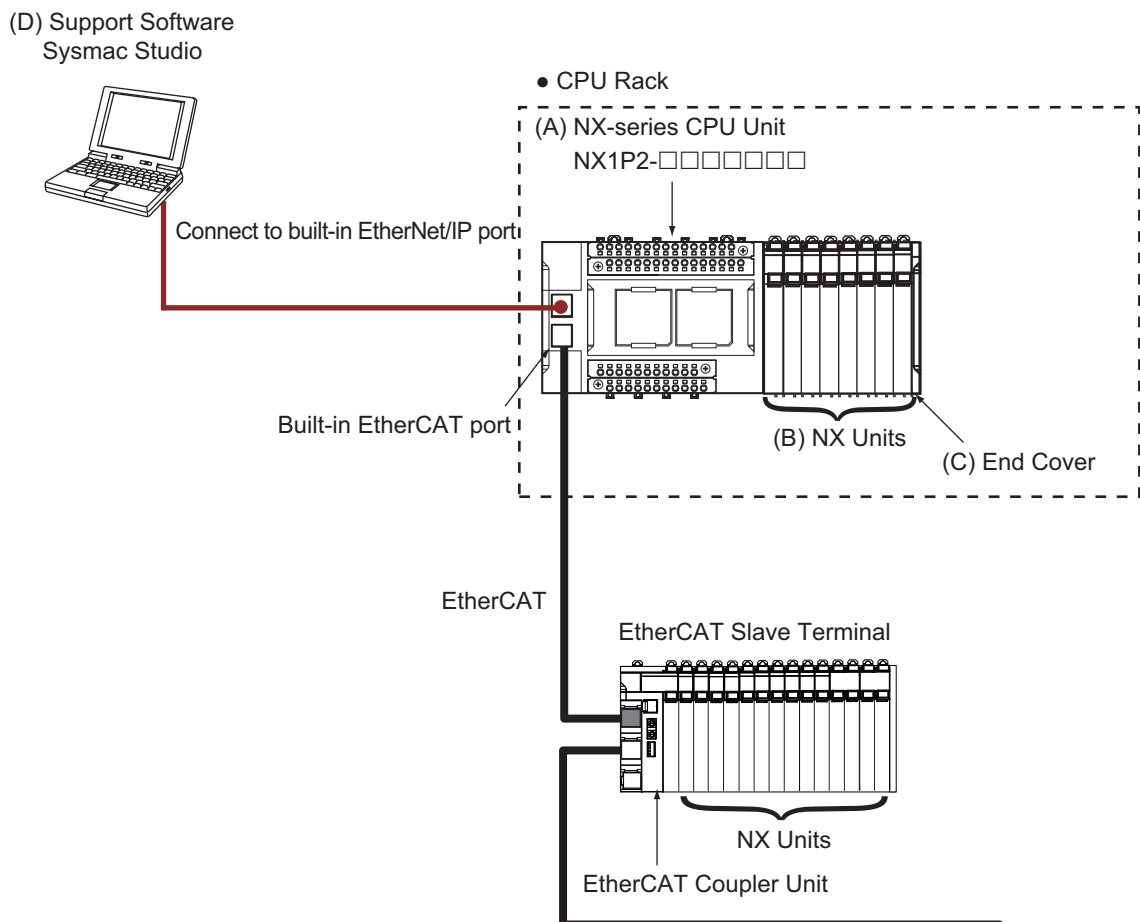 (D) Support Software
Sysmac Studio
● CPU Rack
(A) NX-series CPU Unit
NX1P2-□□□□□□□
Connect to built-in EtherNet/IP port
Built-in EtherCAT port
(B) NX Units
(C) End Cover
EtherCAT
EtherCAT Slave Terminal
NX Units
EtherCAT Coupler Unit